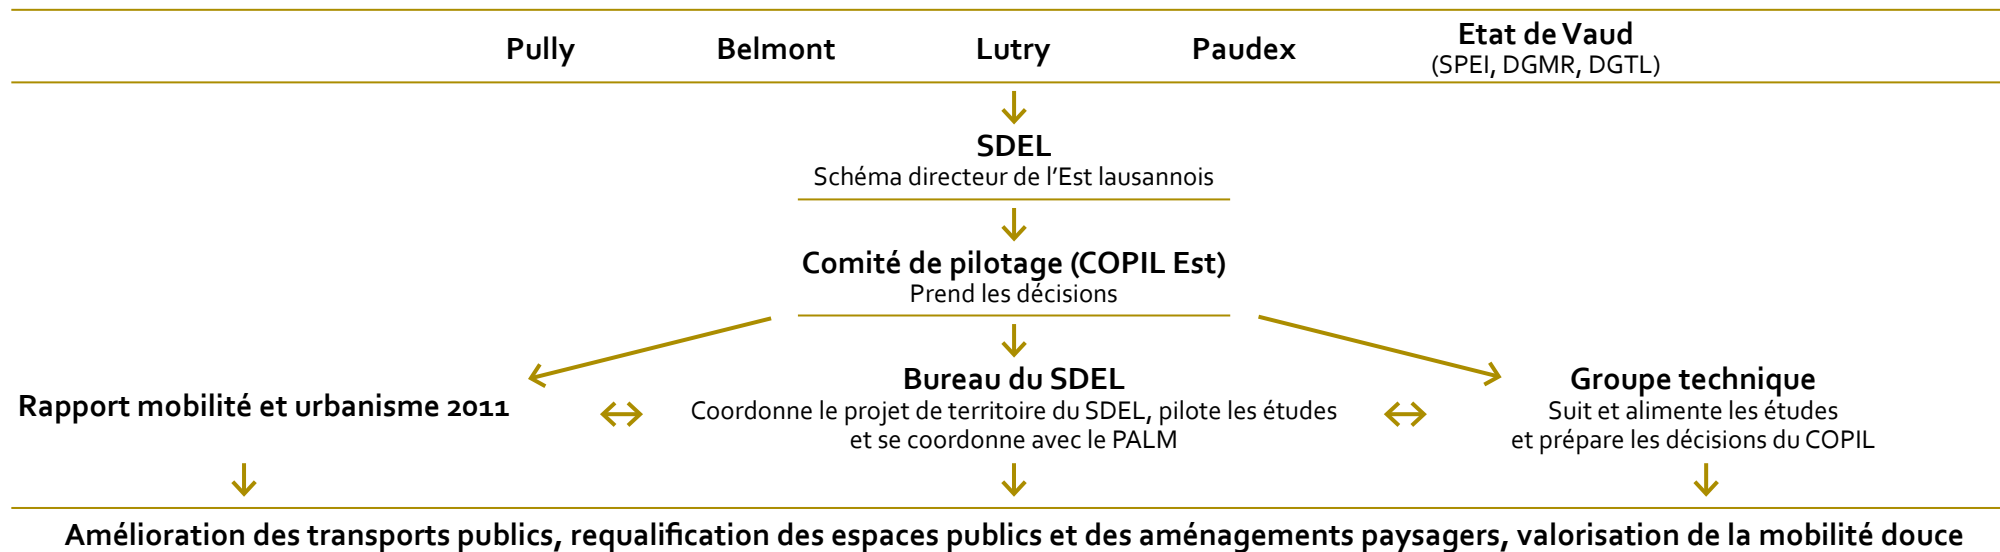 Pully Belmont Lutry Paudex Etat de Vaud
(SPEI, DGMR, DGTL)
SDEL
Schéma directeur de l’Est lausannois
Comité de pilotage (COPIL Est)
Prend les décisions
Rapport mobilité et urbanisme 2011
Bureau du SDEL
Coordonne le projet de territoire du SDEL, pilote les études
et se coordonne avec le PALM
Groupe technique
Suit et alimente les études
et prépare les décisions du COPIL
Amélioration des transports publics, requalification des espaces publics et des aménagements paysagers, valorisation de la mobilité douce